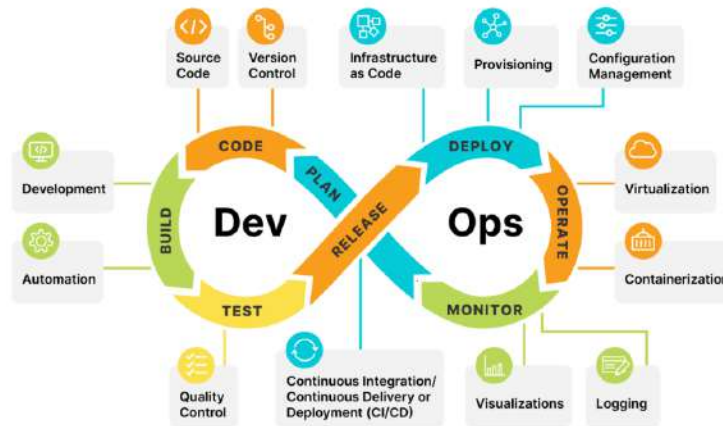 Source
Code
Version
Control
Infrastructure
as Code
Provisioning
Configuration
Management
CODE
PLAN
DEPLOY
Development
BUILD
Dev
RELEASE
Ops
OPERATE
Virtualization
Automation
Containerization
TEST
MONITOR
Quality
Control
Continuous Integration/
Continuous Delivery or
Deployment (CI/CD)
Visualizations
Logging